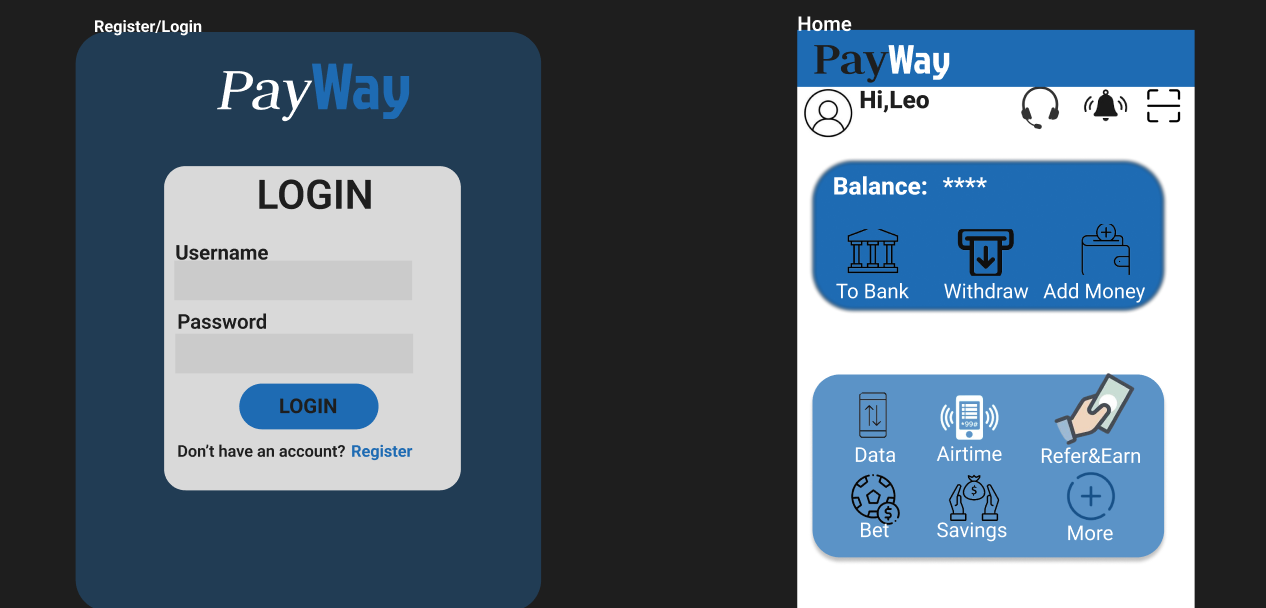 Register/Login
PayWay
LOGIN
Username
Password
LOGIN
Don't have an account? Register
Home
PayWay
Hi,Leo
Balance: ****
To Bank Withdraw Add Money
*99#
Data Airtime Refer&Earn
$ $
Bet Savings More